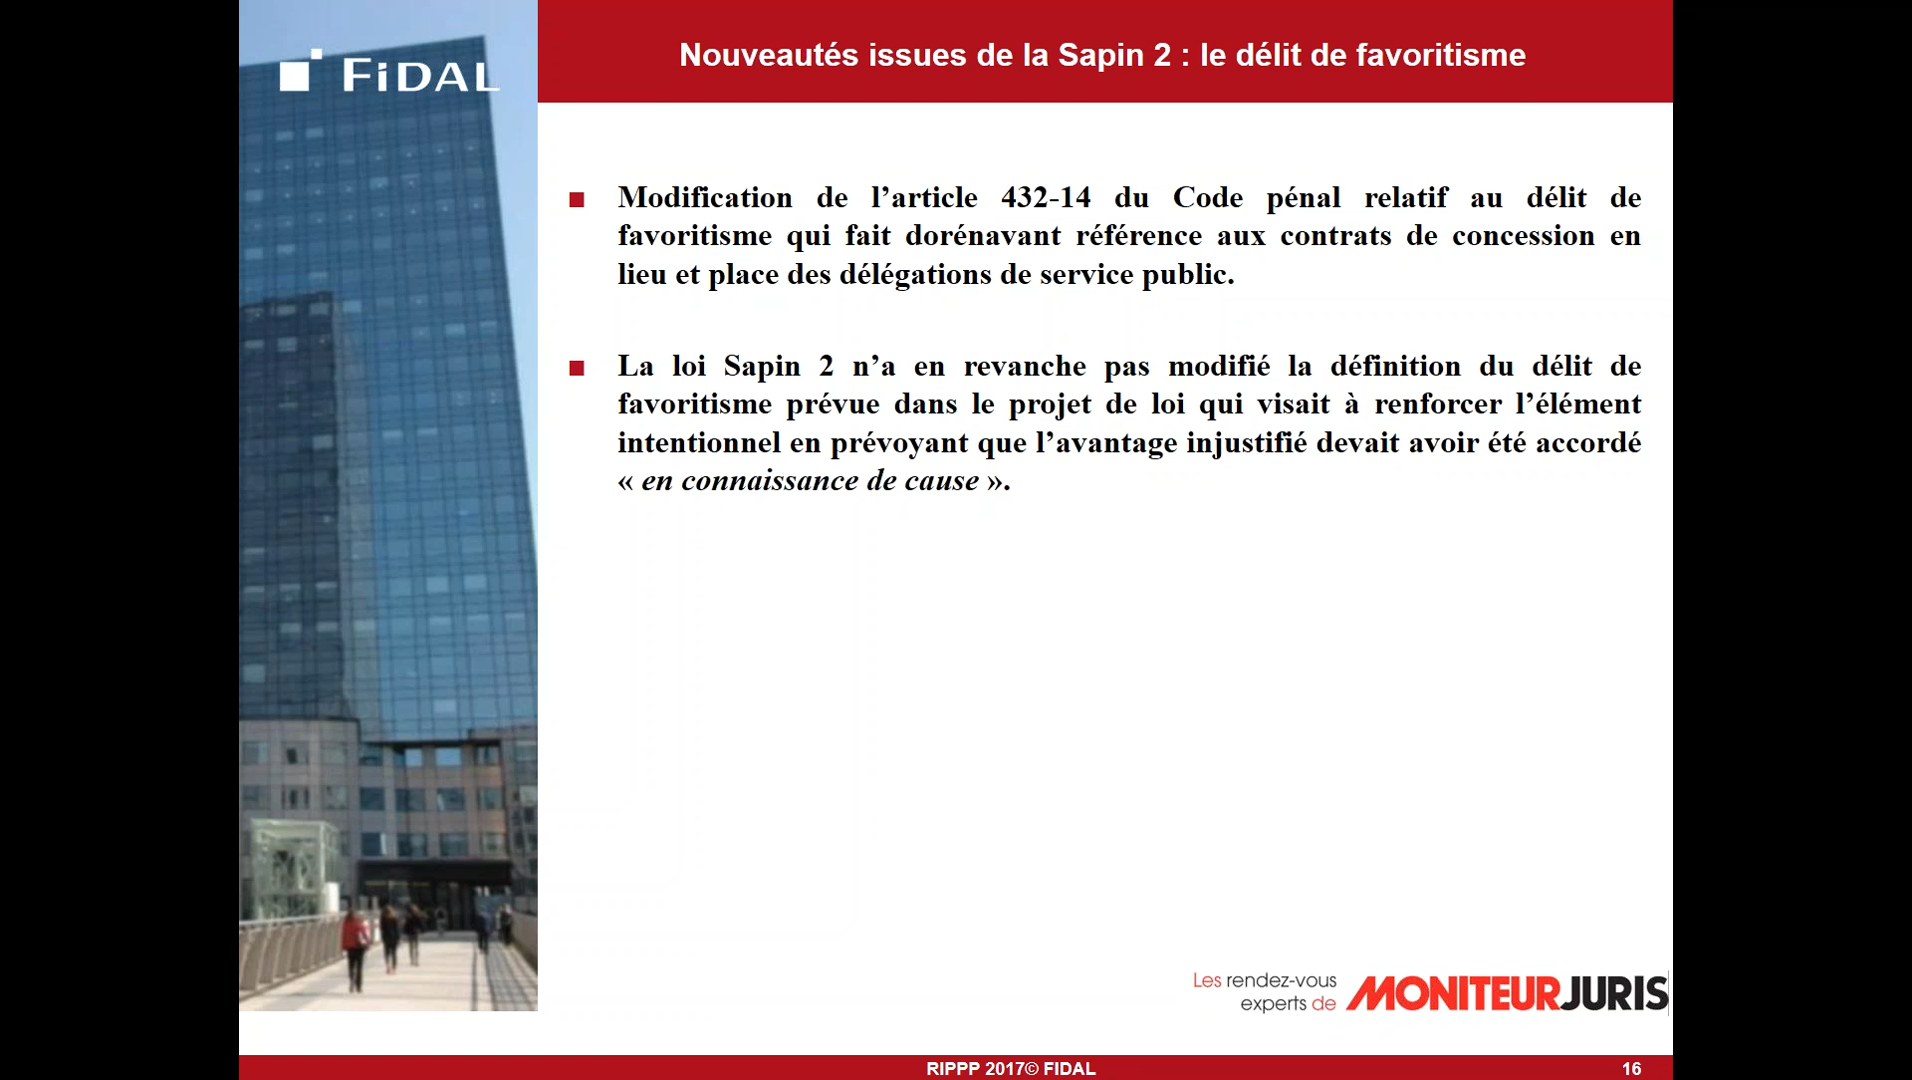 FiDAL
Nouveautés issues de la Sapin 2 : le délit de favoritisme
Modification de l’article 432-14 du Code pénal relatif au délit de
favoritisme qui fait dorénavant référence aux contrats de concession en
lieu et place des délégations de service public.
La loi Sapin 2 n’a en revanche pas modifié la définition du délit de
favoritisme prévue dans le projet de loi qui visait à renforcer l’élément
intentionnel en prévoyant que l’avantage injustifié devait avoir été accordé
« en connaissance de cause ».
Les rendez-vous
experts de MONITEURJURIS
RIPPP 2017© FIDAL
16